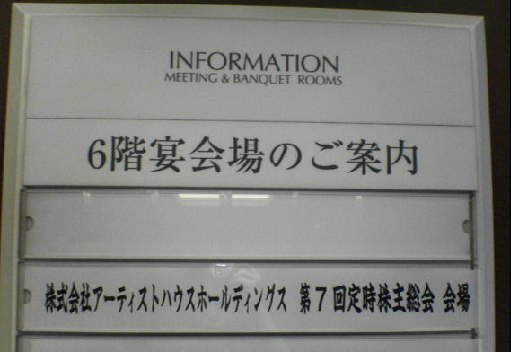 INFORMATION
MEETING & BANQUET ROOMS
6階宴会場のご案内
株式会社アーティストハウスホールディングス 第7回定時株主総会 会場